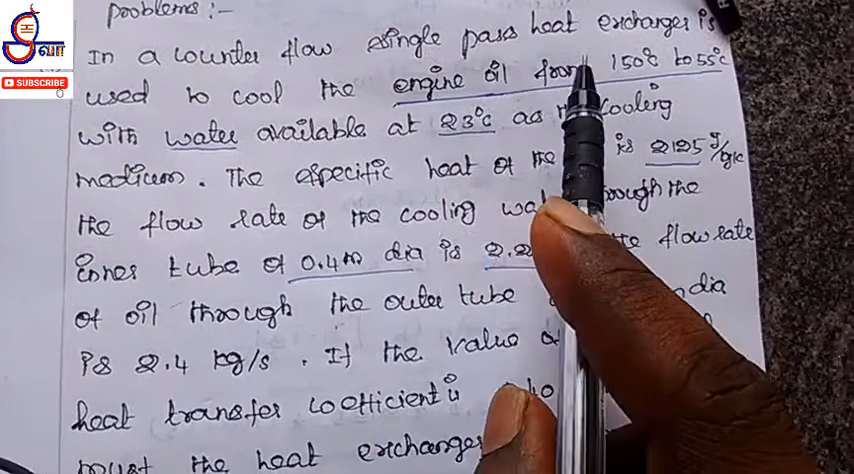 problems :-
சிவா
SUBSCRIBE
In a counter flow single pass heat exchanger is
used to cool the engine oil from 150°c to 55°c
with water available at 23°c as cooling
medium. The specific heat of the is 2125 J/kgk
the flow rate of the cooling through the
inner tube of 0.4m dia is 2.2 flow rate
of oil through the outer tube dia
is 2.4 kg/s . If the value of
heat transfer coefficient is
must the heat exchanger